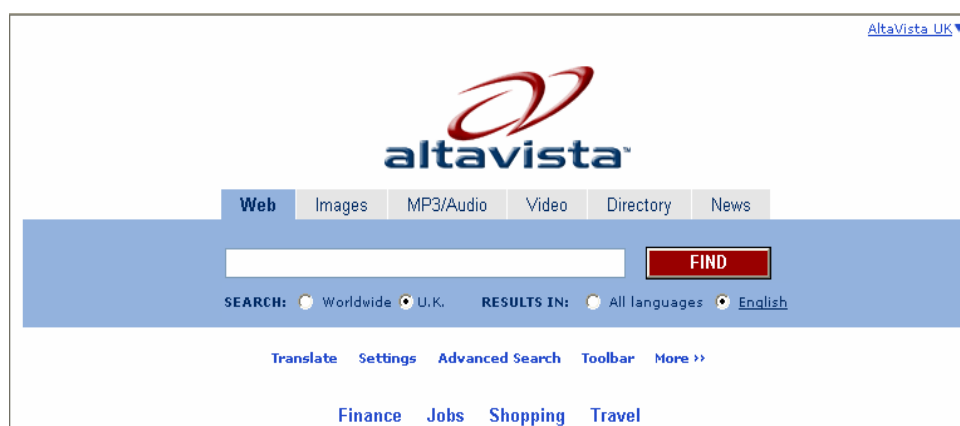 AltaVista UK
altavista™
Web Images MP3/Audio Video Directory News
FIND
SEARCH: Worldwide U.K. RESULTS IN: All languages English
Translate Settings Advanced Search Toolbar More >>
Finance Jobs Shopping Travel